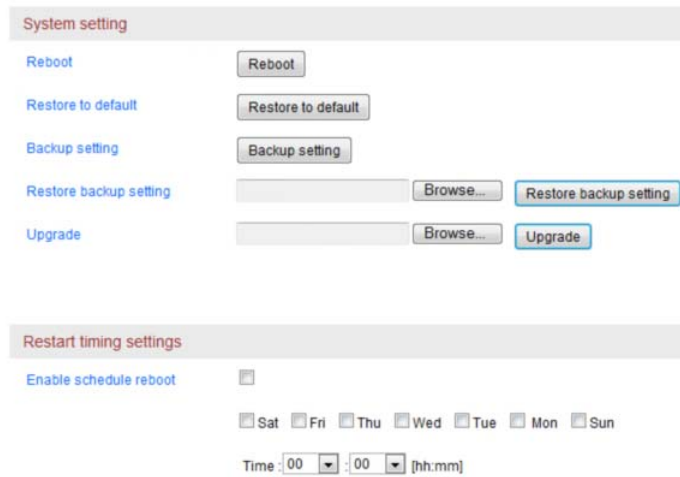 System setting
Reboot Reboot
Restore to default Restore to default
Backup setting Backup setting
Restore backup setting Browse... Restore backup setting
Upgrade Browse... Upgrade
Restart timing settings
Enable schedule reboot
Sat Fri Thu Wed Tue Mon Sun
Time : 00 : 00 [hh:mm]